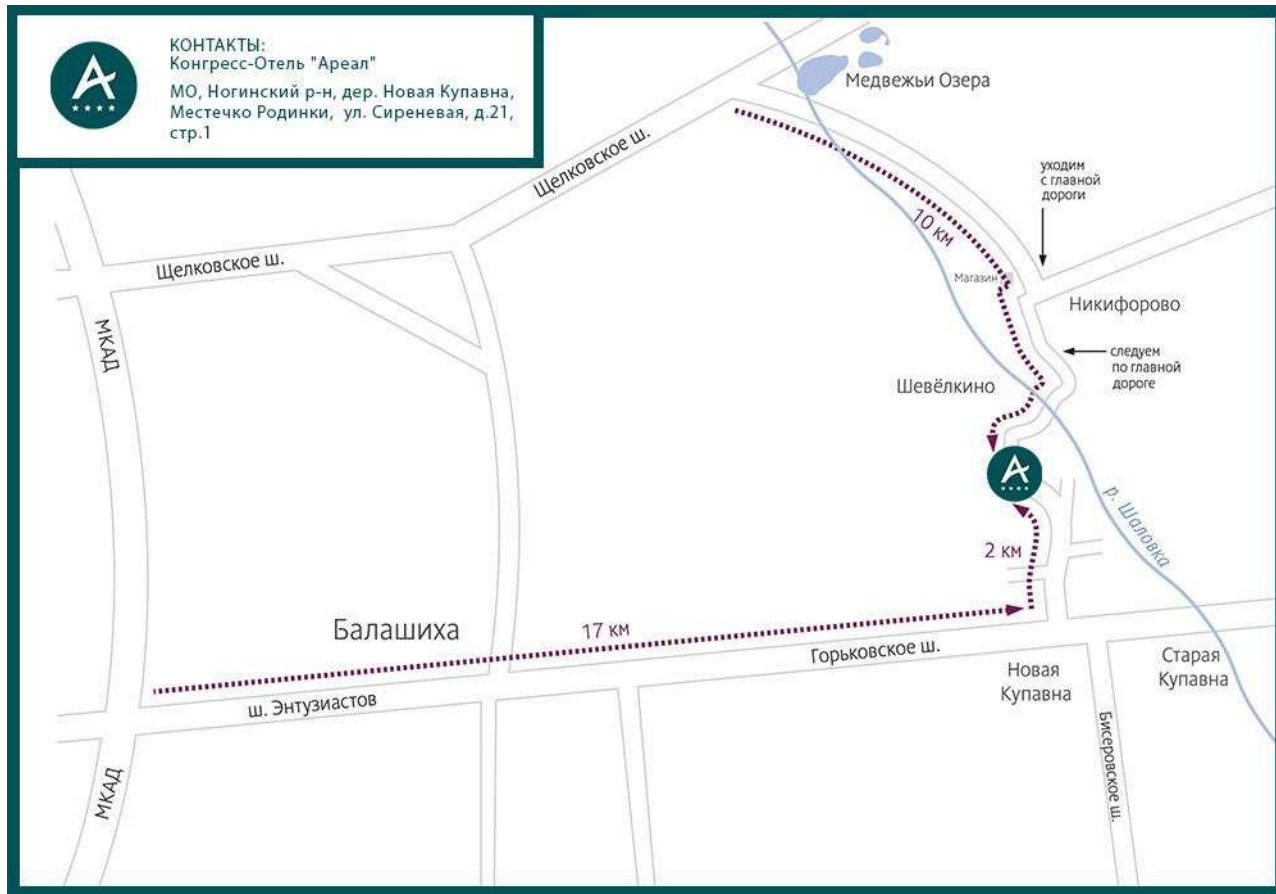 КОНТАКТЫ:
Конгресс-Отель "Ареал"
МО, Ногинский р-н, дер. Новая Купавна,
Местечко Родинки, ул. Сиреневая, д.21,
стр.1
A
Медвежьи Озера
Щелковское ш.
уходим
с главной
дороги
10 км
Щелковское ш.
Магазин
Никифорово
МКАД
следуем
по главной
дороге
Шевёлкино
A
р. Шаловка
2 км
Балашиха
17 км
Горьковское ш.
Новая
Купавна
Старая
Купавна
ш. Энтузиастов
Бисеровское ш.
МКАД